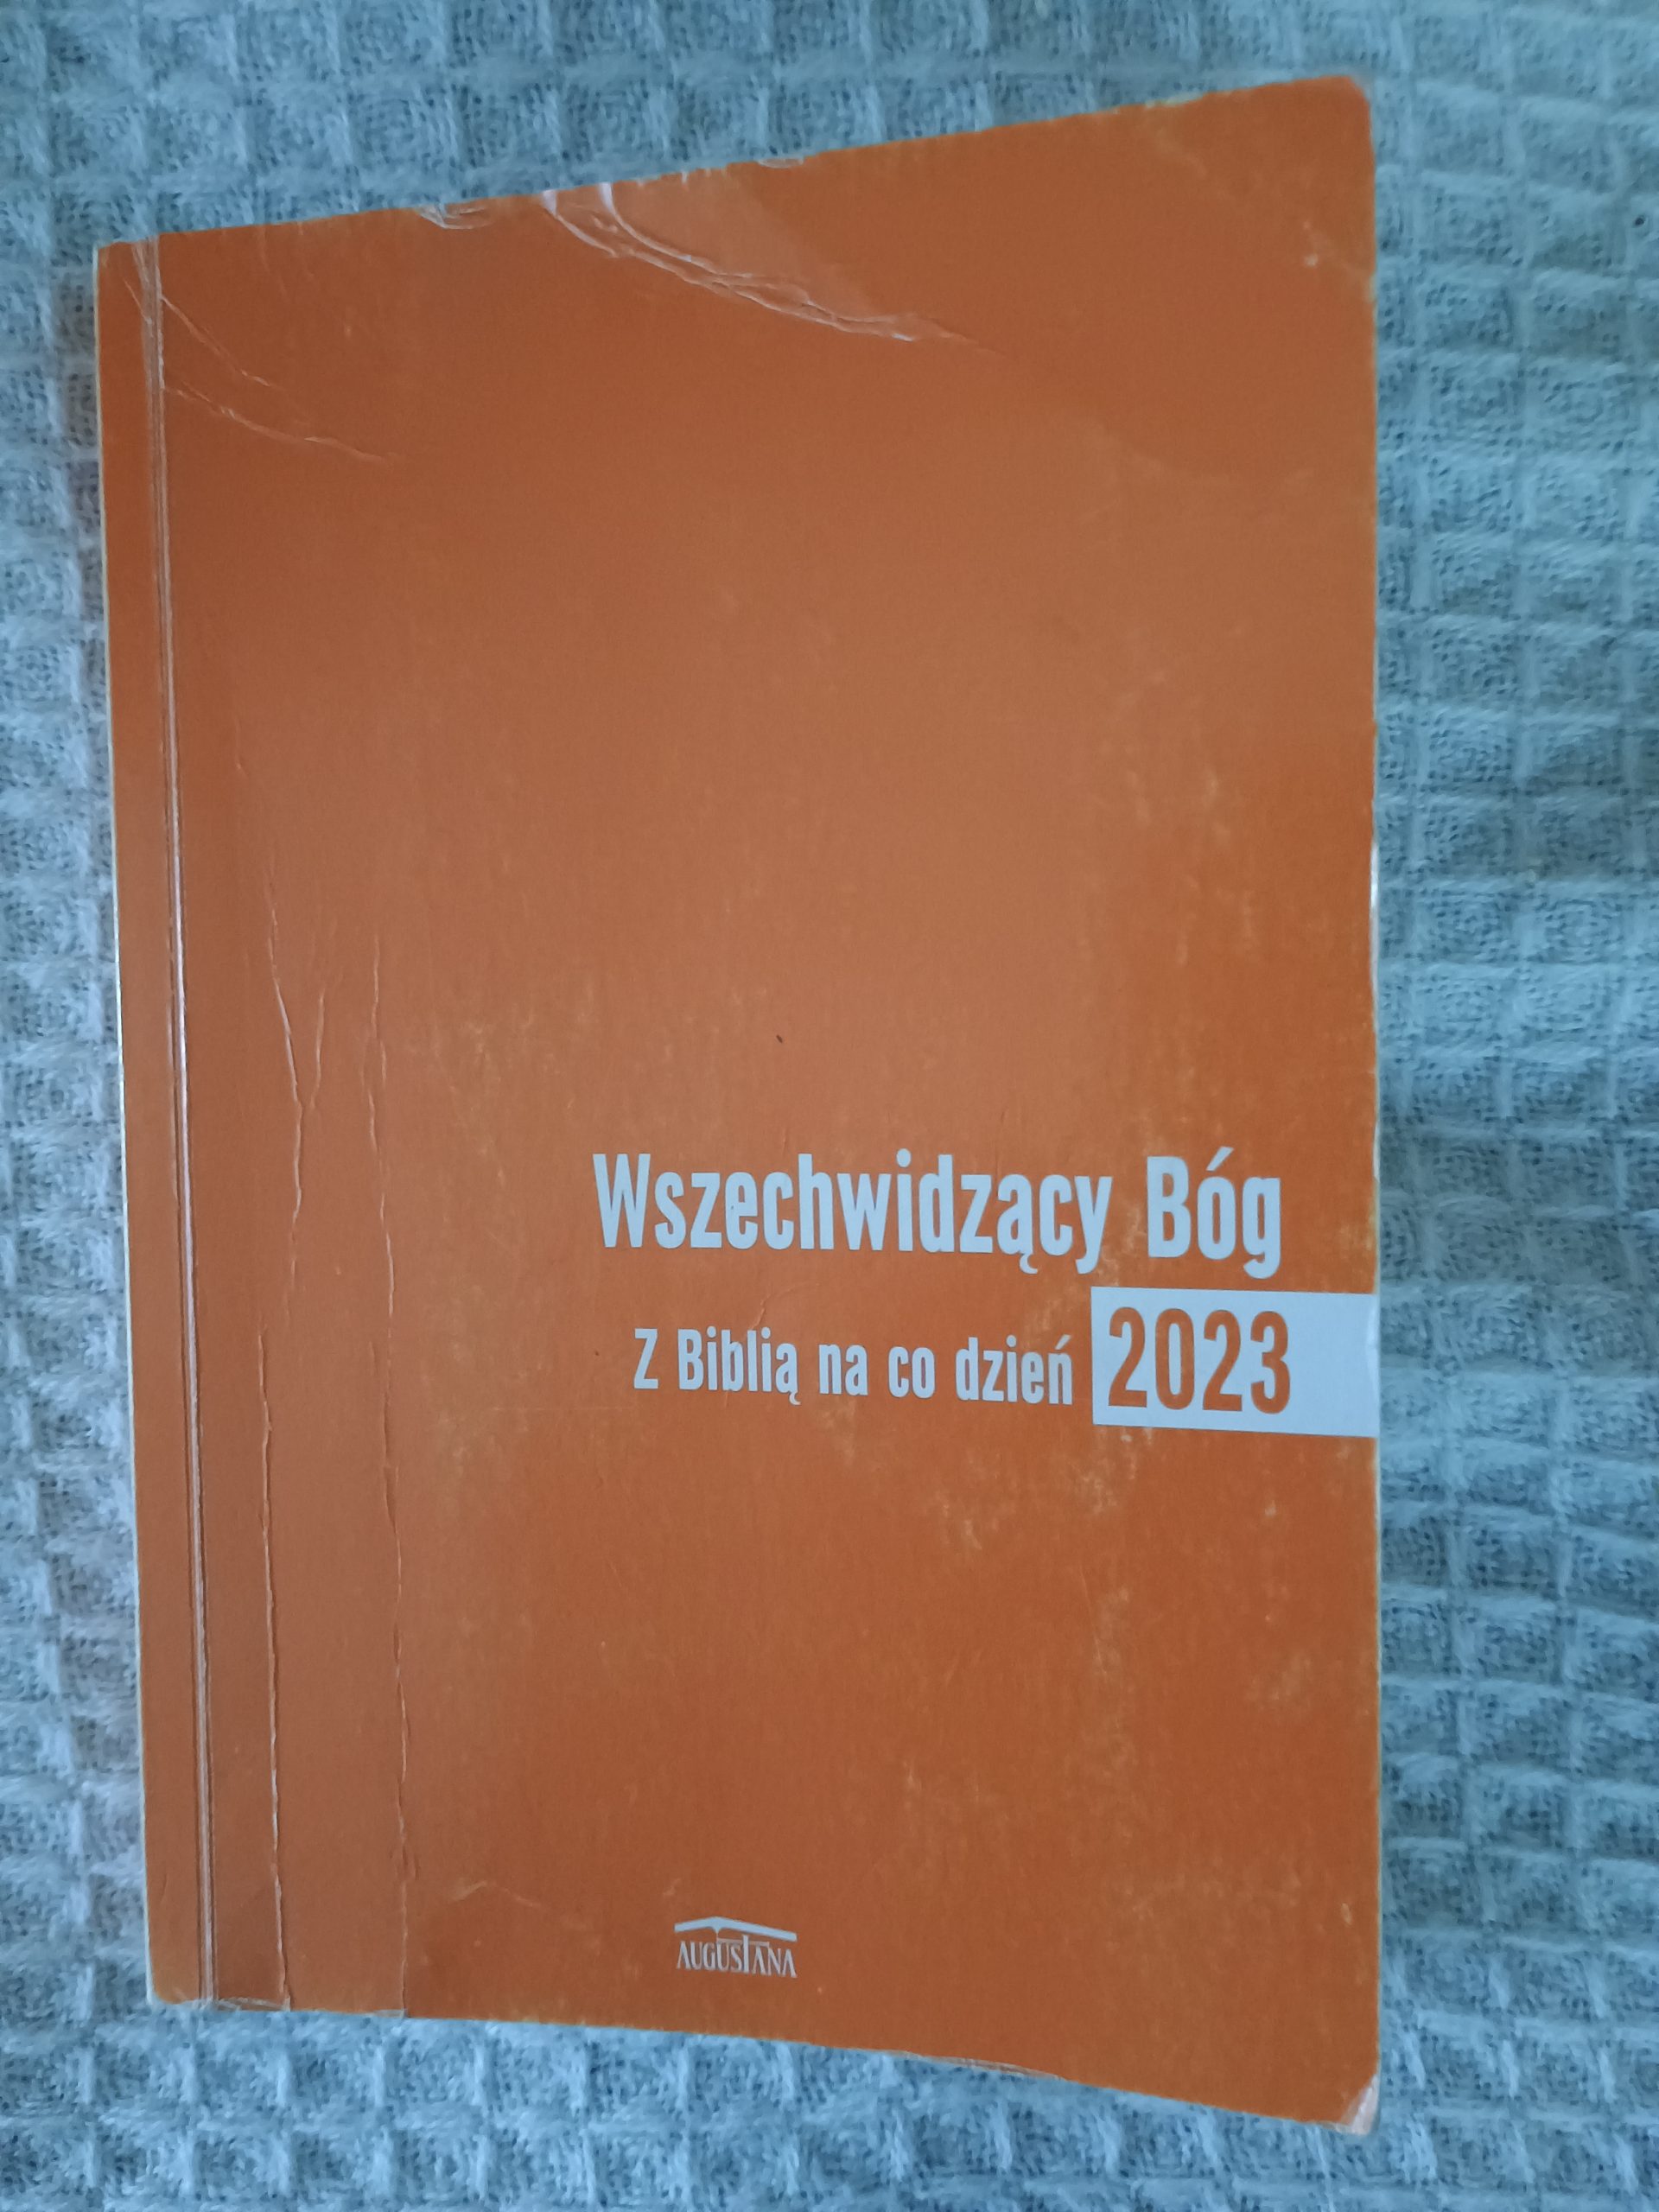 Wszechwidzący Bóg
Z Biblią na co dzień 2023
AUGUSTANA